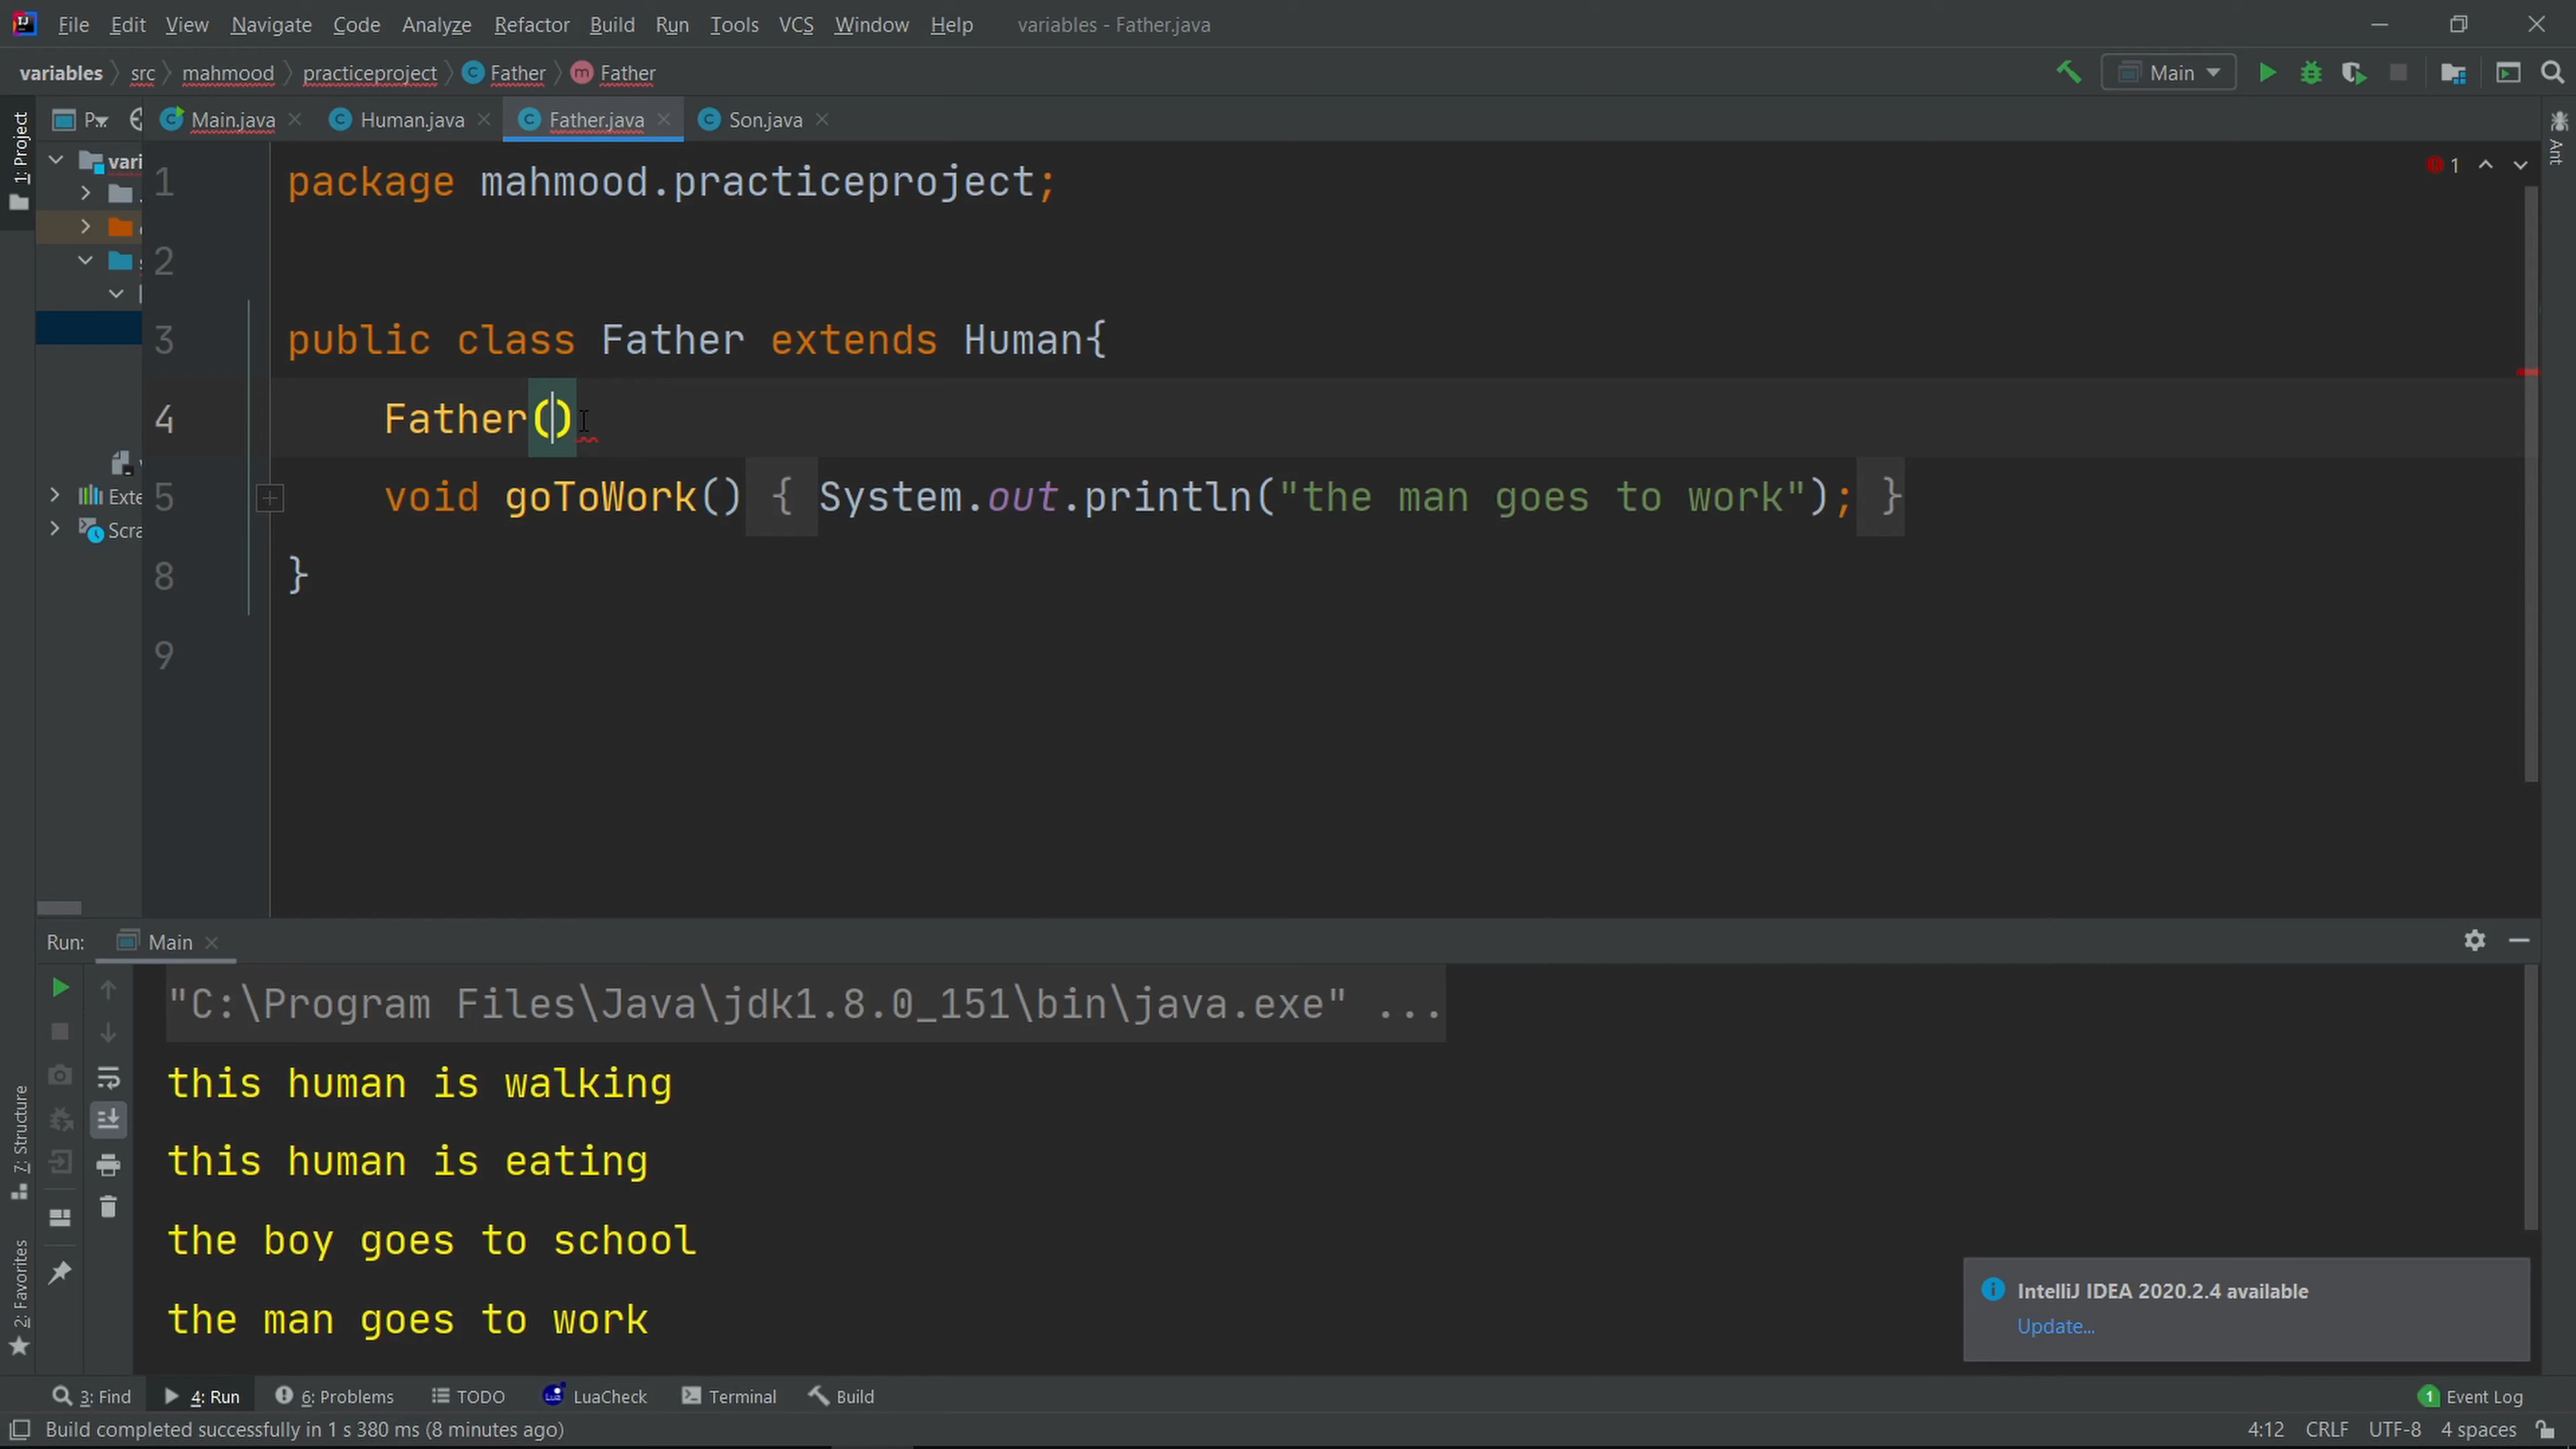 File Edit View Navigate Code Analyze Refactor Build Run Tools VCS Window Help variables - Father.java
variables src mahmood practiceproject Father Father Main
1: Project
P... Main.java Human.java Father.java Son.java
vari
Exte
Scra
1 package mahmood.practiceproject;
2
3 public class Father extends Human{
4 Father()
5 void goToWork() { System.out.println("the man goes to work"); }
8 }
9
1
Ant
Run: Main
"C:\Program Files\Java\jdk1.8.0_151\bin\java.exe" ...
this human is walking
this human is eating
the boy goes to school
the man goes to work
7: Structure
2: Favorites
IntelliJ IDEA 2020.2.4 available
Update...
3: Find 4: Run 6: Problems TODO LuaCheck Terminal Build 1 Event Log
Build completed successfully in 1 s 380 ms (8 minutes ago) 4:12 CRLF UTF-8 4 spaces